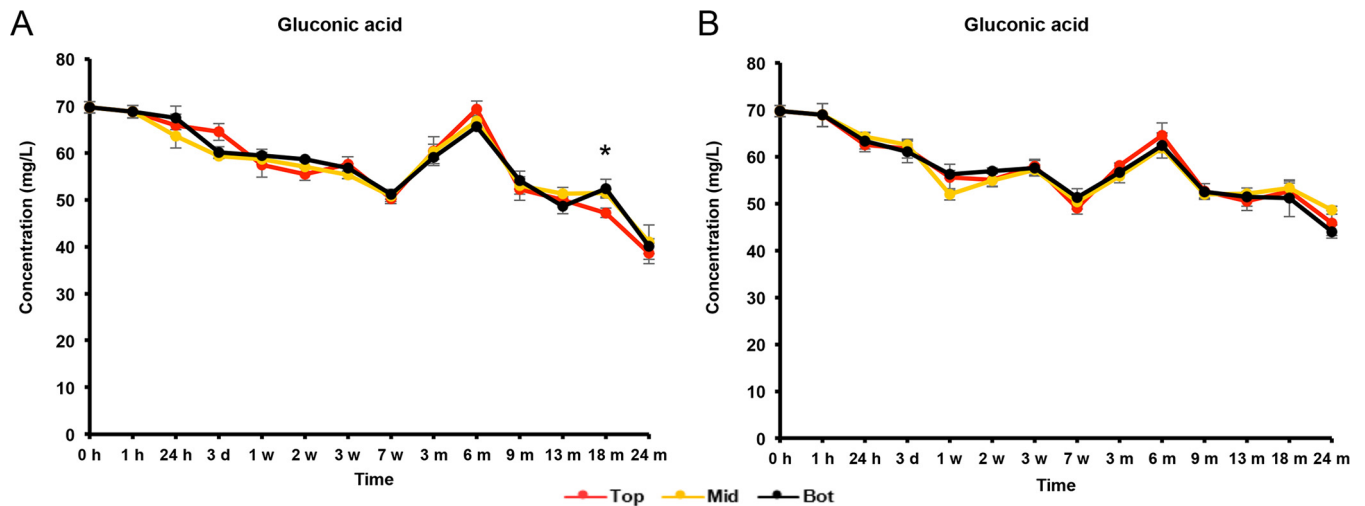 A
Gluconic acid
Concentration (mg/L)
80
70
60
50
40
30
20
10
0
*
0 h 1 h 24 h 3 d 1 w 2 w 3 w 7 w 3 m 6 m 9 m 13 m 18 m 24 m
Time
B
Gluconic acid
Concentration (mg/L)
80
70
60
50
40
30
20
10
0
0 h 1 h 24 h 3 d 1 w 2 w 3 w 7 w 3 m 6 m 9 m 13 m 18 m 24 m
Time
Top Mid Bot